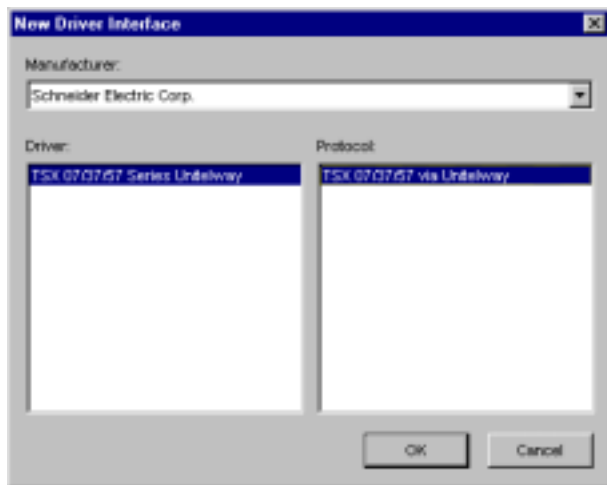 New Driver Interface
Manufacturer:
Schneider Electric Corp.
Driver:
Protocol:
TSX 07/37/57 Series Unitelway
TSX 07/37/57 via Unitelway
OK
Cancel